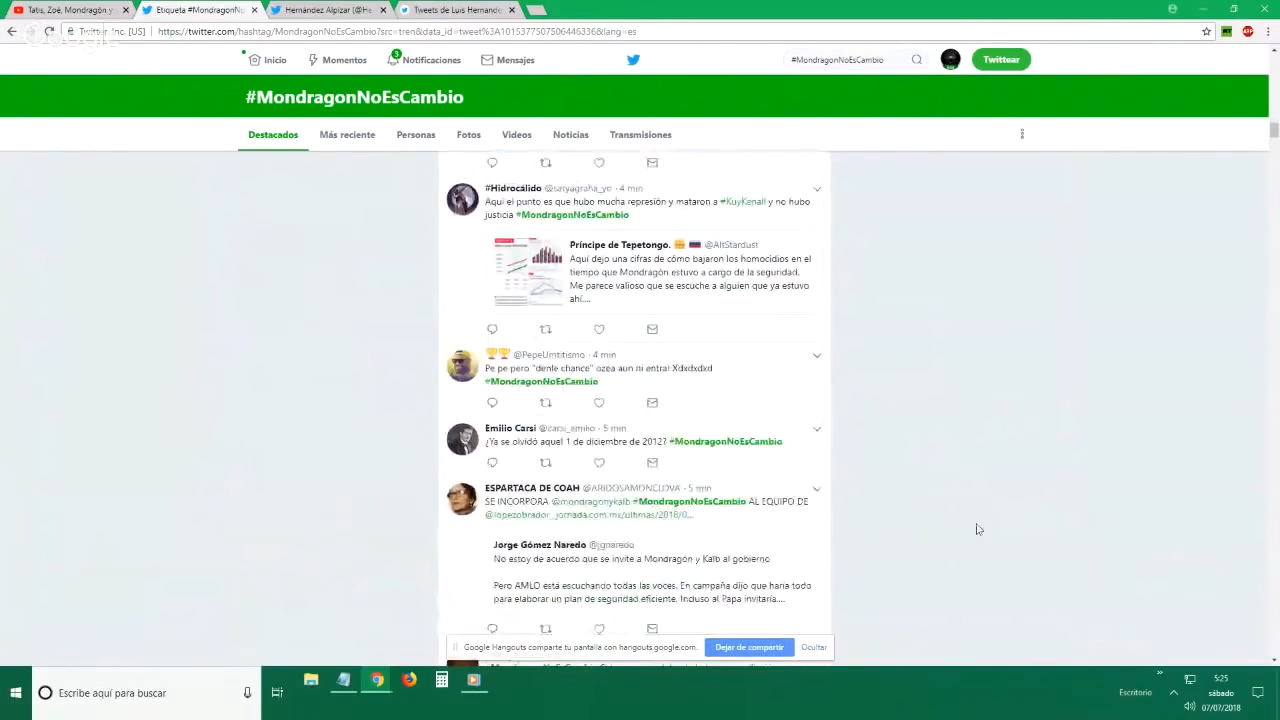 Tatis, Zoé, Mondragón y
Etiqueta #MondragonNo
Hernández Alpízar (@He
Tweets de Luis Hernande
Twitter, Inc. [US]
https://twitter.com/hashtag/MondragonNoEsCambio?src=tren&data_id=tweet%3A1015377507506446336&lang=es
Inicio
Momentos
3
Notificaciones
Mensajes
#MondragonNoEsCambio
Twittear
#MondragonNoEsCambio
Destacados
Más reciente
Personas
Fotos
Videos
Noticias
Transmisiones
#Hidrocálido @satyagraha_yo · 4 min
Aquí el punto es que hubo mucha represión y mataron a #KuyKendall y no hubo
justicia #MondragonNoEsCambio
Príncipe de Tepetongo. @AltStardust
Aquí dejo una cifras de cómo bajaron los homocidios en el
tiempo que Mondragón estuvo a cargo de la seguridad.
Me parece valioso que se escuche a alguien que ya estuvo
ahí....
@PepeUmtitismo · 4 min
Pe pe pero "denle chance" ozea aun ni entra! Xdxdxdxd
#MondragonNoEsCambio
Emilio Carsi @carsi_emilio · 5 min
¿Ya se olvidó aquel 1 de diciembre de 2012? #MondragonNoEsCambio
ESPARTACA DE COAH @ARIDOSAMONCLOVA · 5 min
SE INCORPORA @mondragonykalb #MondragonNoEsCambio AL EQUIPO DE
@lopezobrador_ jornada.com.mx/ultimas/2018/0...
Jorge Gómez Naredo @jgnaredo
No estoy de acuerdo que se invite a Mondragón y Kalb al gobierno
Pero AMLO está escuchando todas las voces. En campaña dijo que haría todo
para elaborar un plan de seguridad eficiente. Incluso al Papa invitaría....
Google Hangouts comparte tu pantalla con hangouts.google.com.
Dejar de compartir
Ocultar
Escribe aquí para buscar
Escritorio
5:25
sábado
07/07/2018